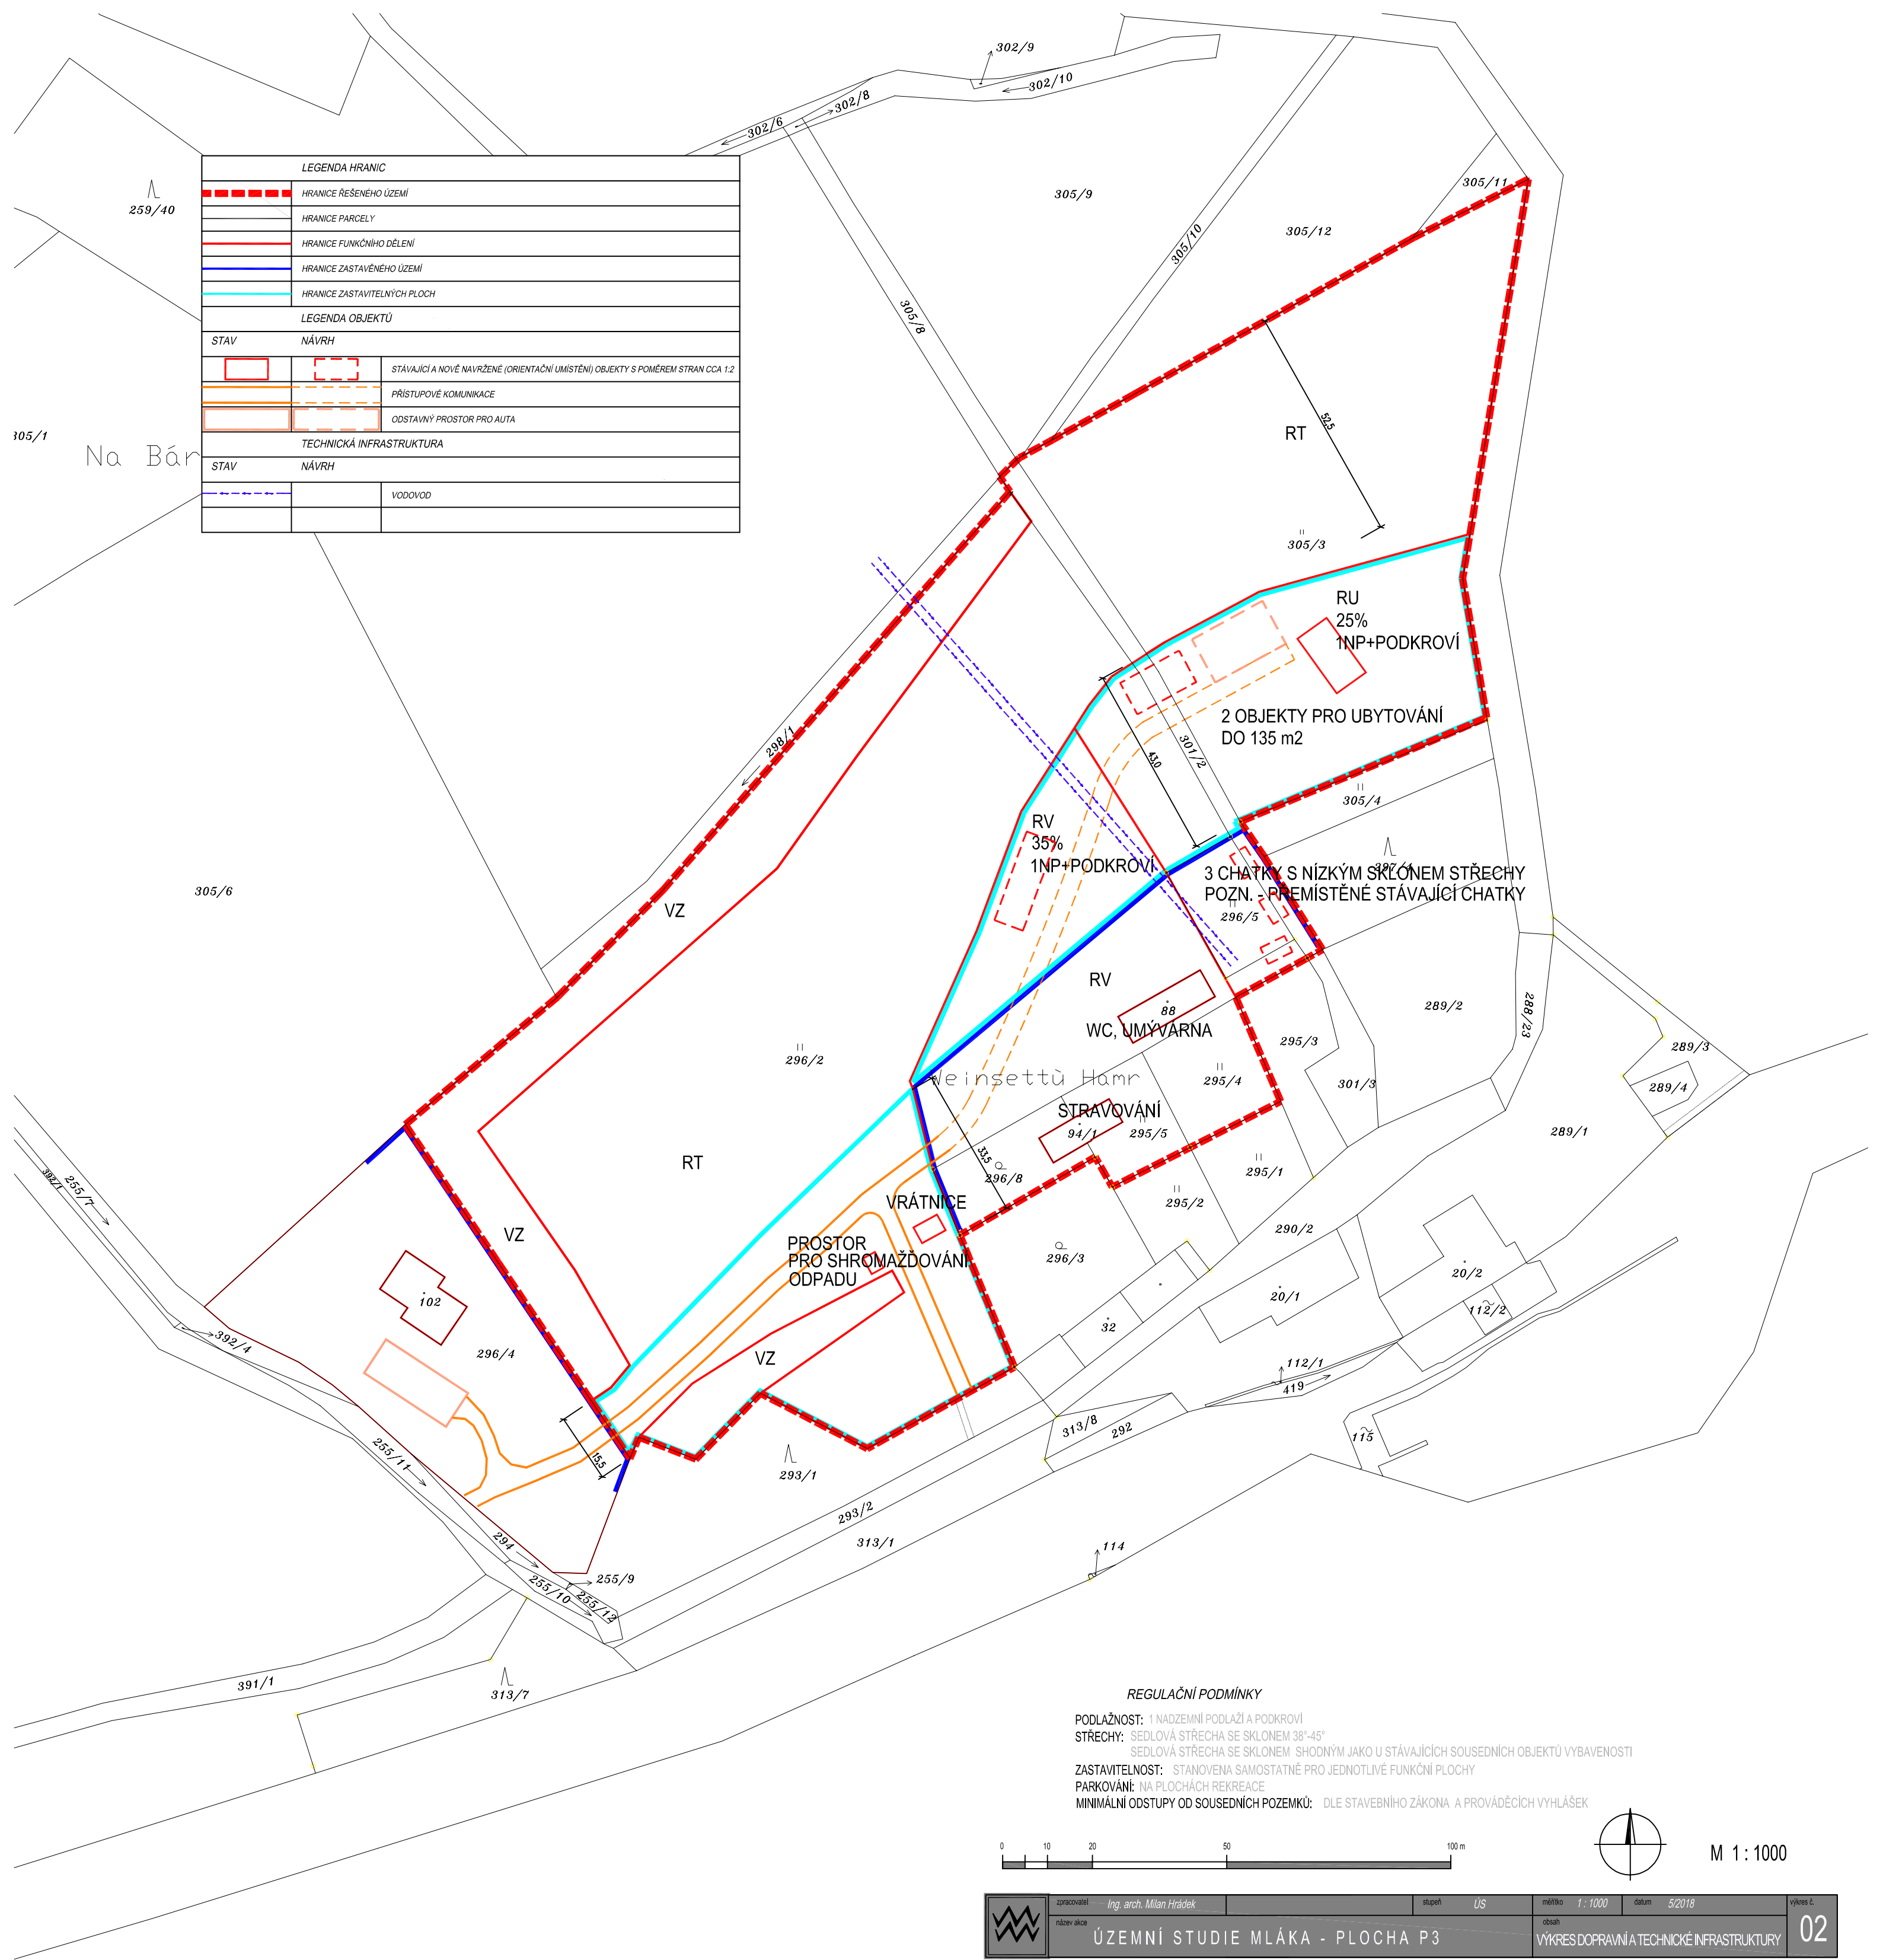 302/9
302/10
302/8
302/6
LEGENDA HRANIC
HRANICE ŘEŠENÉHO ÚZEMÍ
HRANICE PARCELY
HRANICE FUNKČNÍHO DĚLENÍ
HRANICE ZASTAVĚNÉHO ÚZEMÍ
HRANICE ZASTAVITELNÝCH PLOCH
LEGENDA OBJEKTŮ
STAV NÁVRH
STÁVAJÍCÍ A NOVĚ NAVRŽENÉ (ORIENTAČNÍ UMÍSTĚNÍ) OBJEKTY S POMĚREM STRAN CCA 1:2
PŘÍSTUPOVÉ KOMUNIKACE
ODSTAVNÝ PROSTOR PRO AUTA
TECHNICKÁ INFRASTRUKTURA
STAV NÁVRH
VODOVOD
259/40
305/9
305/11
305/12
305/10
305/8
305/1
Na Bár
52,5
RT
305/3
RU
25%
1NP+PODKROVÍ
2 OBJEKTY PRO UBYTOVÁNÍ
DO 135 m2
298/1
301/2
43,0
305/4
RV
35%
1NP+PODKROVÍ
3 CHATKY S NÍZKÝM SKLONEM STŘECHY
POZN. - PŘEMÍSTĚNÉ STÁVAJÍCÍ CHATKY
296/5
305/6
VZ
RV
88
WC, UMÝVÁRNA
289/2
288/23
296/2
295/3
289/3
295/4
301/3
289/4
STRAVOVÁNÍ
94/1
295/5
289/1
33,5
RT
296/8
295/1
295/2
VRÁTNICE
290/2
VZ
PROSTOR
PRO SHROMAŽĎOVÁNÍ
ODPADU
296/3
392/1
255/7
102
20/1
20/2
112/2
32
392/4
296/4
VZ
112/1
419
313/8
292
115
15,5
255/11
293/1
293/2
313/1
294
114
255/9
255/10
255/12
391/1
313/7
REGULAČNÍ PODMÍNKY
PODLAŽNOST: 1 NADZEMNÍ PODLAŽÍ A PODKROVÍ
STŘECHY: SEDLOVÁ STŘECHA SE SKLONEM 38°-45°
SEDLOVÁ STŘECHA SE SKLONEM SHODNÝM JAKO U STÁVAJÍCÍCH SOUSEDNÍCH OBJEKTŮ VYBAVENOSTI
ZASTAVITELNOST: STANOVENA SAMOSTATNĚ PRO JEDNOTLIVÉ FUNKČNÍ PLOCHY
PARKOVÁNÍ: NA PLOCHÁCH REKREACE
MINIMÁLNÍ ODSTUPY OD SOUSEDNÍCH POZEMKŮ: DLE STAVEBNÍHO ZÁKONA A PROVÁDĚCÍCH VYHLÁŠEK
0 10 20 50 100 m
M 1 : 1000
zpracovatel Ing. arch. Milan Hrádek stupeň ÚS měřítko 1 : 1000 datum 5/2018 výkres č.
název akce ÚZEMNÍ STUDIE MLÁKA - PLOCHA P3
obsah
VÝKRES DOPRAVNÍ A TECHNICKÉ INFRASTRUKTURY
02